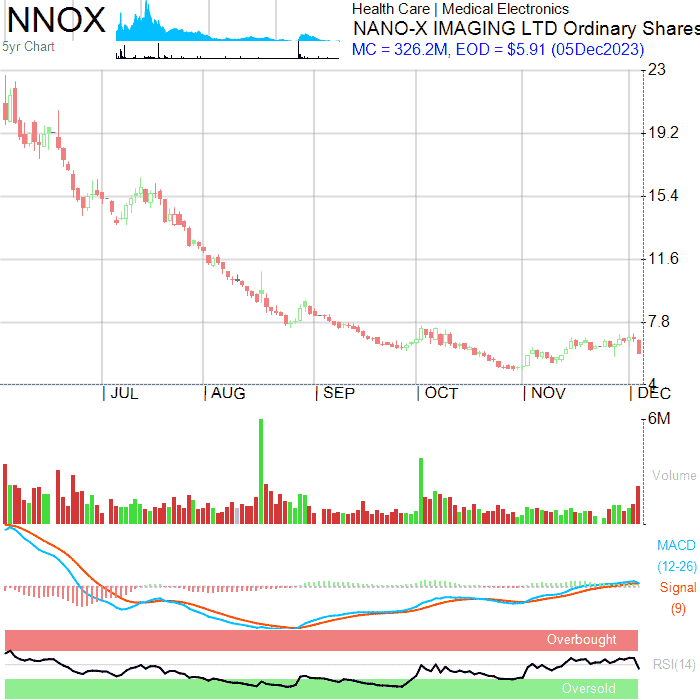 NNOX
5yr Chart
Health Care | Medical Electronics
NANO-X IMAGING LTD Ordinary Shares
MC = 326.2M, EOD = $5.91 (05Dec2023)
23
19.2
15.4
11.6
7.8
4
JUL AUG SEP OCT NOV DEC
6M
Volume
MACD
(12-26)
Signal
(9)
Overbought
RSI(14)
Oversold